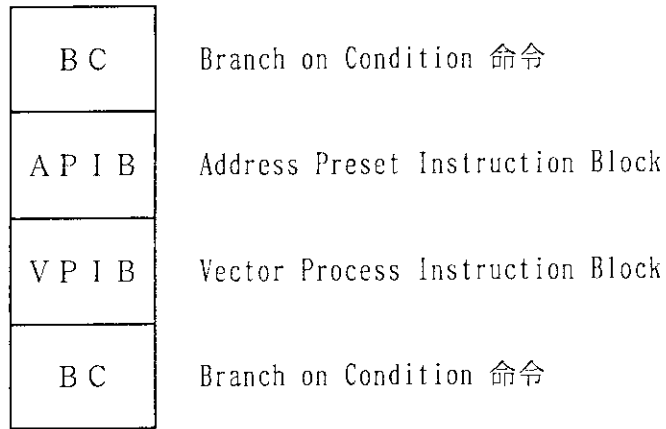 BC Branch on Condition 命令
APIB Address Preset Instruction Block
VPIB Vector Process Instruction Block
BC Branch on Condition 命令